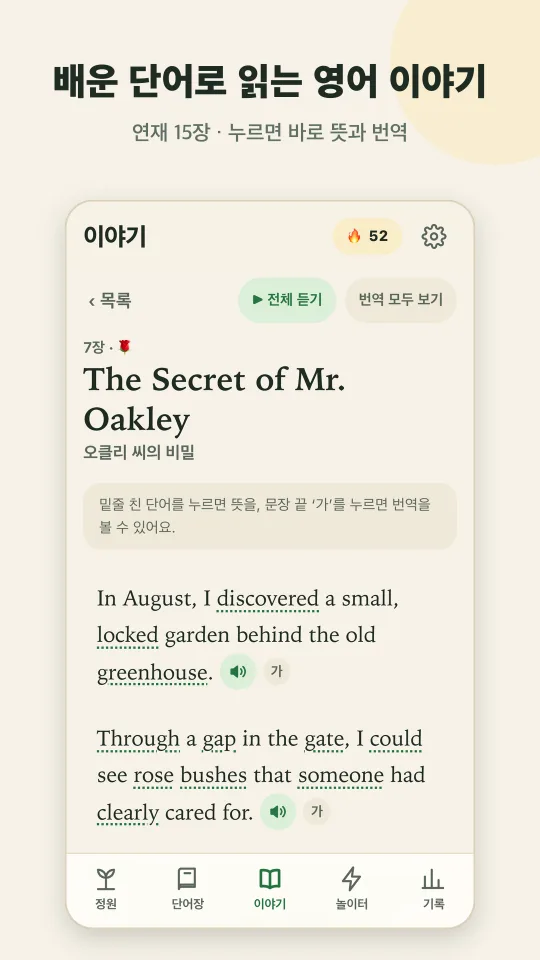 배운 단어로 읽는 영어 이야기
연재 15장 · 누르면 바로 뜻과 번역
이야기
52
‹ 목록
▶ 전체 듣기
번역 모두 보기
7장 ·
The Secret of Mr.
Oakley
오클리 씨의 비밀
밑줄 친 단어를 누르면 뜻을, 문장 끝 ‘가’를 누르면 번역을
볼 수 있어요.
In August, I discovered a small,
locked garden behind the old
greenhouse. 가
Through a gap in the gate, I could
see rose bushes that someone had
clearly cared for. 가
정원
단어장
이야기
놀이터
기록